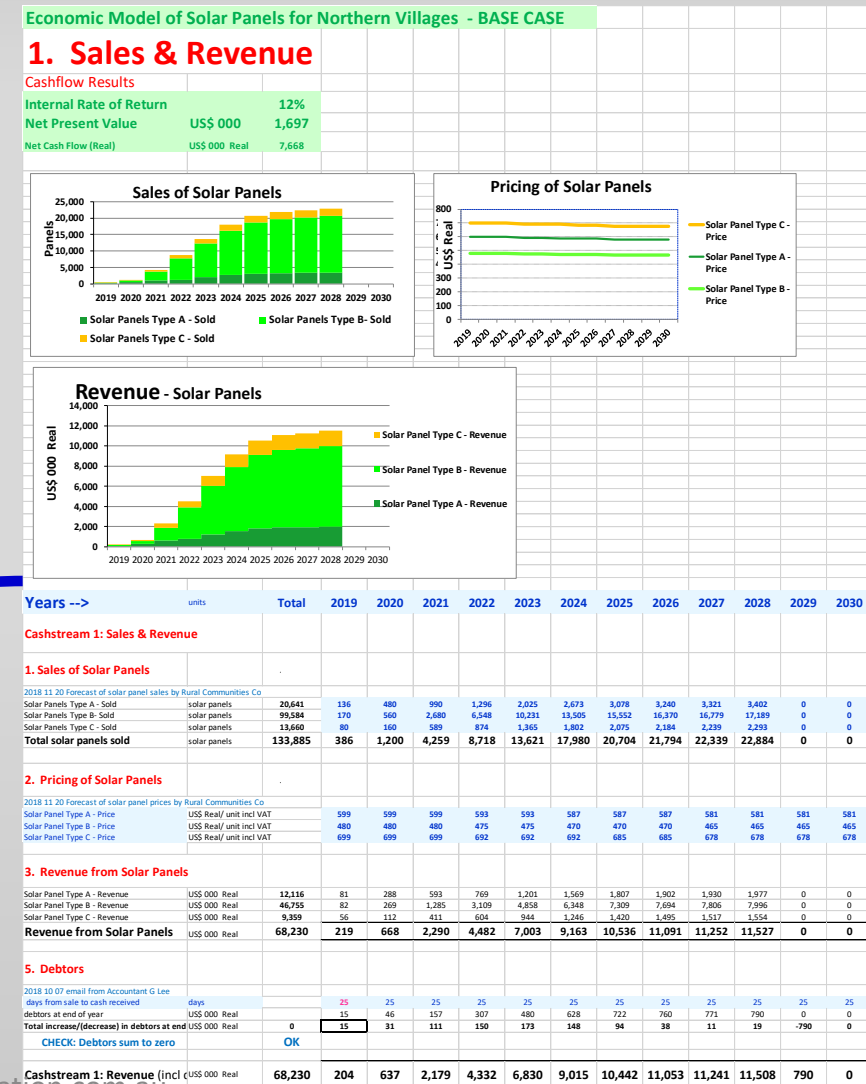 Economic Model of Solar Panels for Northern Villages - BASE CASE
1. Sales & Revenue
Cashflow Results
Internal Rate of Return 12%
Net Present Value US$ 000 1,697
Net Cash Flow (Real) US$ 000 Real 7,668
Sales of Solar Panels
Panels
25,000
20,000
15,000
10,000
5,000
0
2019 2020 2021 2022 2023 2024 2025 2026 2027 2028 2029 2030
Solar Panels Type A - Sold
Solar Panels Type B- Sold
Solar Panels Type C - Sold
Pricing of Solar Panels
US$ Real
800
300
200
100
0
2019 2020 2021 2022 2023 2024 2025 2026 2027 2028 2029 2030
Solar Panel Type C - Price
Solar Panel Type A - Price
Solar Panel Type B - Price
Revenue - Solar Panels
US$ 000 Real
14,000
12,000
10,000
8,000
6,000
4,000
2,000
0
2019 2020 2021 2022 2023 2024 2025 2026 2027 2028 2029 2030
Solar Panel Type C - Revenue
Solar Panel Type B - Revenue
Solar Panel Type A - Revenue
Years --> units Total 2019 2020 2021 2022 2023 2024 2025 2026 2027 2028 2029 2030
Cashstream 1: Sales & Revenue
1. Sales of Solar Panels
2018 11 20 Forecast of solar panel sales by Rural Communities Co
Solar Panels Type A - Sold solar panels 20,641 136 480 990 1,296 2,025 2,673 3,078 3,240 3,321 3,402 0 0
Solar Panels Type B- Sold solar panels 99,584 170 560 2,680 6,548 10,231 13,505 15,552 16,370 16,779 17,189 0 0
Solar Panels Type C - Sold solar panels 13,660 80 160 589 874 1,365 1,802 2,075 2,184 2,239 2,293 0 0
Total solar panels sold solar panels 133,885 386 1,200 4,259 8,718 13,621 17,980 20,704 21,794 22,339 22,884 0 0
2. Pricing of Solar Panels
2018 11 20 Forecast of solar panel prices by Rural Communities Co
Solar Panel Type A - Price US$ Real/ unit incl VAT 599 599 599 593 593 587 587 587 581 581 581 581
Solar Panel Type B - Price US$ Real/ unit incl VAT 480 480 480 475 475 470 470 470 465 465 465 465
Solar Panel Type C - Price US$ Real/ unit incl VAT 699 699 699 692 692 692 685 685 678 678 678 678
3. Revenue from Solar Panels
Solar Panel Type A - Revenue US$ 000 Real 12,116 81 288 593 769 1,201 1,569 1,807 1,902 1,930 1,977 0 0
Solar Panel Type B - Revenue US$ 000 Real 46,755 82 269 1,285 3,109 4,858 6,348 7,309 7,694 7,806 7,996 0 0
Solar Panel Type C - Revenue US$ 000 Real 9,359 56 112 411 604 944 1,246 1,420 1,495 1,517 1,554 0 0
Revenue from Solar Panels US$ 000 Real 68,230 219 668 2,290 4,482 7,003 9,163 10,536 11,091 11,252 11,527 0 0
5. Debtors
2018 10 07 email from Accountant G Lee
days from sale to cash received days 25 25 25 25 25 25 25 25 25 25 25 25
debtors at end of year US$ 000 Real 15 46 157 307 480 628 722 760 771 790 0 0
Total increase/(decrease) in debtors at end US$ 000 Real 0 15 31 111 150 173 148 94 38 11 19 -790 0
CHECK: Debtors sum to zero OK
Cashstream 1: Revenue (incl US$ 000 Real 68,230 204 637 2,179 4,332 6,830 9,015 10,442 11,053 11,241 11,508 790 0